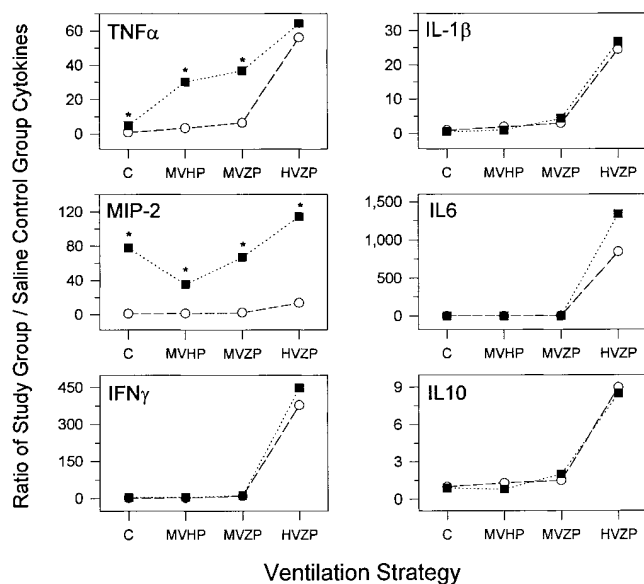 Ratio of Study Group / Saline Control Group Cytokines
TNFα
60
40
20
0
*
*
*
C MVHP MVZP HVZP
IL-1β
30
20
10
0
C MVHP MVZP HVZP
MIP-2
120
80
40
0
*
*
*
*
C MVHP MVZP HVZP
IL6
1,500
1,000
500
0
C MVHP MVZP HVZP
IFNγ
450
300
150
0
C MVHP MVZP HVZP
IL10
9
6
3
0
C MVHP MVZP HVZP
Ventilation Strategy